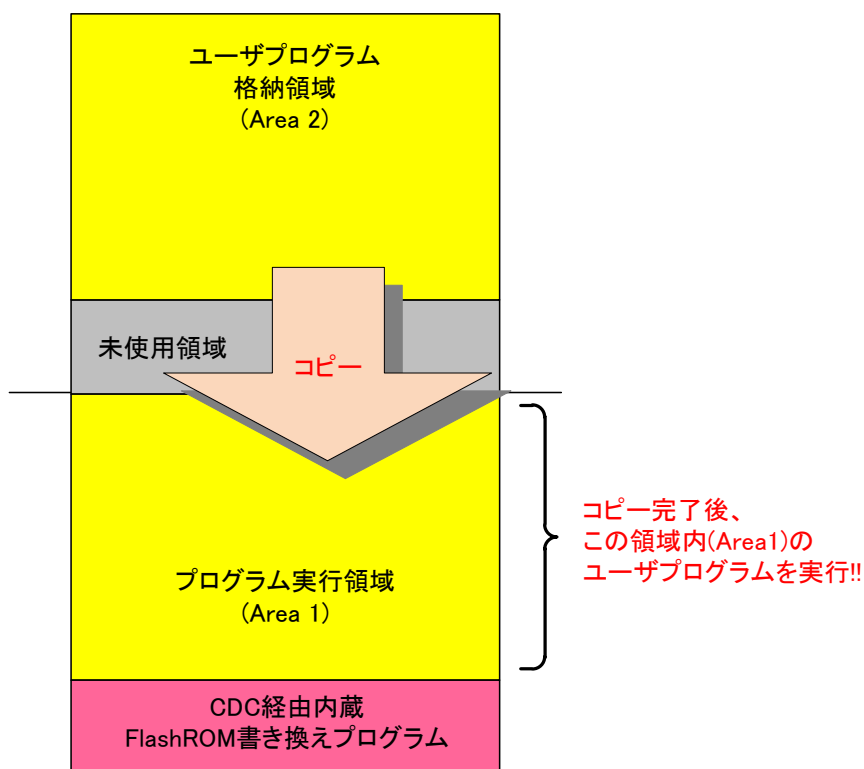 ユーザプログラム
格納領域
(Area 2)
未使用領域
コピー
コピー完了後、
この領域内(Area1)の
ユーザプログラムを実行!!
プログラム実行領域
(Area 1)
CDC経由内蔵
FlashROM書き換えプログラム